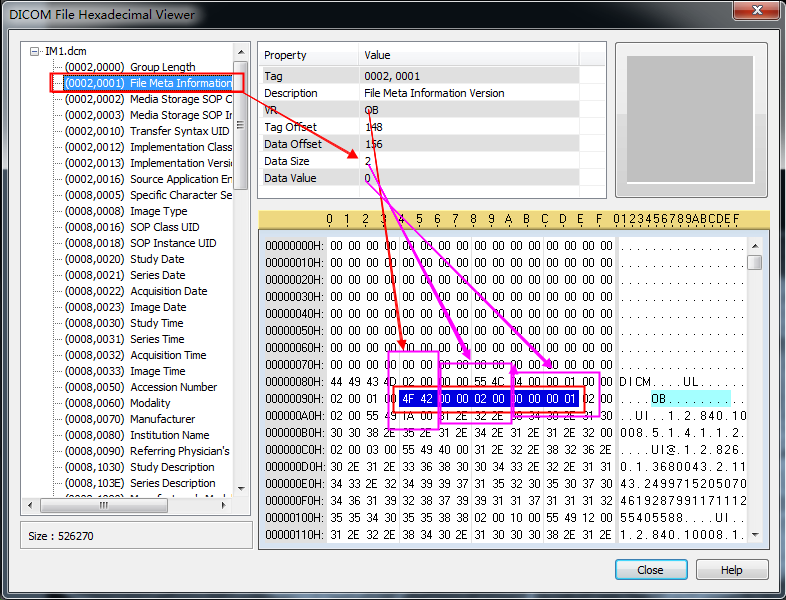 DICOM File Hexadecimal Viewer
IM1.dcm
(0002,0000) Group Length
(0002,0001) File Meta Information
(0002,0002) Media Storage SOP C
(0002,0003) Media Storage SOP In
(0002,0010) Transfer Syntax UID
(0002,0012) Implementation Class
(0002,0013) Implementation Versi
(0002,0016) Source Application En
(0008,0005) Specific Character Se
(0008,0008) Image Type
(0008,0016) SOP Class UID
(0008,0018) SOP Instance UID
(0008,0020) Study Date
(0008,0021) Series Date
(0008,0022) Acquisition Date
(0008,0023) Image Date
(0008,0030) Study Time
(0008,0031) Series Time
(0008,0032) Acquisition Time
(0008,0033) Image Time
(0008,0050) Accession Number
(0008,0060) Modality
(0008,0070) Manufacturer
(0008,0080) Institution Name
(0008,0090) Referring Physician's
(0008,1030) Study Description
(0008,103E) Series Description
Size : 526270
Property Value
Tag 0002, 0001
Description File Meta Information Version
VR OB
Tag Offset 148
Data Offset 156
Data Size 2
Data Value 0
0 1 2 3 4 5 6 7 8 9 A B C D E F 0123456789ABCDEF
00000000H: 00 00 00 00 00 00 00 00 00 00 00 00 00 00 00 00 ................
00000010H: 00 00 00 00 00 00 00 00 00 00 00 00 00 00 00 00 ................
00000020H: 00 00 00 00 00 00 00 00 00 00 00 00 00 00 00 00 ................
00000030H: 00 00 00 00 00 00 00 00 00 00 00 00 00 00 00 00 ................
00000040H: 00 00 00 00 00 00 00 00 00 00 00 00 00 00 00 00 ................
00000050H: 00 00 00 00 00 00 00 00 00 00 00 00 00 00 00 00 ................
00000060H: 00 00 00 00 00 00 00 00 00 00 00 00 00 00 00 00 ................
00000070H: 00 00 00 00 00 00 00 00 00 00 00 00 00 00 00 00 ................
00000080H: 44 49 43 4D 02 00 00 00 55 4C 04 00 00 01 00 00 DICM....UL......
00000090H: 02 00 01 00 4F 42 00 00 02 00 00 00 00 01 02 00 ....OB..........
000000A0H: 02 00 55 49 1A 00 31 2E 32 2E 38 34 30 2E 31 30 ..UI..1.2.840.10
000000B0H: 30 30 38 2E 35 2E 31 2E 34 2E 31 2E 31 2E 32 00 008.5.1.4.1.1.2.
000000C0H: 02 00 03 00 55 49 40 00 31 2E 32 2E 38 32 36 2E ....UI@.1.2.826.
000000D0H: 30 2E 31 2E 33 36 38 30 30 34 33 2E 32 2E 31 31 0.1.3680043.2.11
000000E0H: 34 33 2E 32 34 39 39 37 31 35 32 30 35 30 37 30 43.2499715205070
000000F0H: 34 36 31 39 32 38 37 39 39 31 31 37 31 31 31 32 4619287991171112
00000100H: 35 35 34 30 35 35 38 38 02 00 10 00 55 49 12 00 55405588....UI..
00000110H: 31 2E 32 2E 38 34 30 2E 31 30 30 30 38 2E 31 2E 1.2.840.10008.1.
Close Help